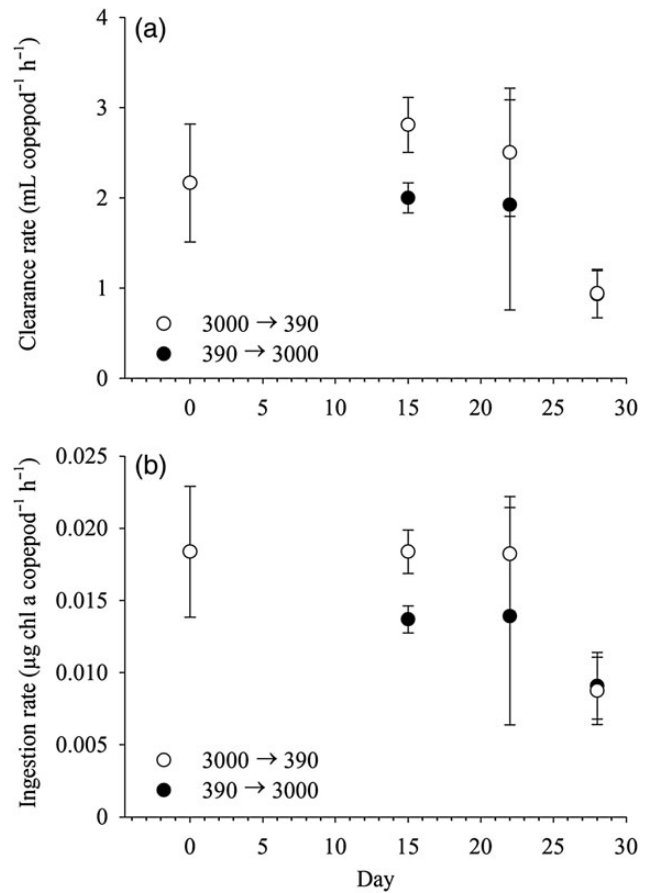 (a)
Clearance rate (mL copepod⁻¹ h⁻¹)
4
3
2
1
0
3000 → 390
390 → 3000
0 5 10 15 20 25 30
(b)
Ingestion rate (µg chl a copepod⁻¹ h⁻¹)
0.025
0.020
0.015
0.010
0.005
0
3000 → 390
390 → 3000
0 5 10 15 20 25 30
Day